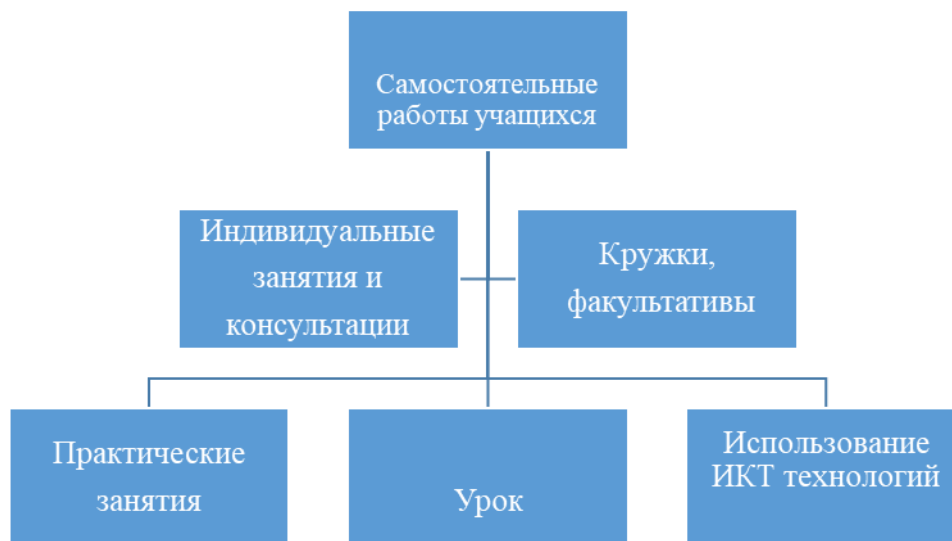 Самостоятельные
работы учащихся
Индивидуальные
занятия и
консультации
Кружки,
факультативы
Практические
занятия
Урок
Использование
ИКТ технологий